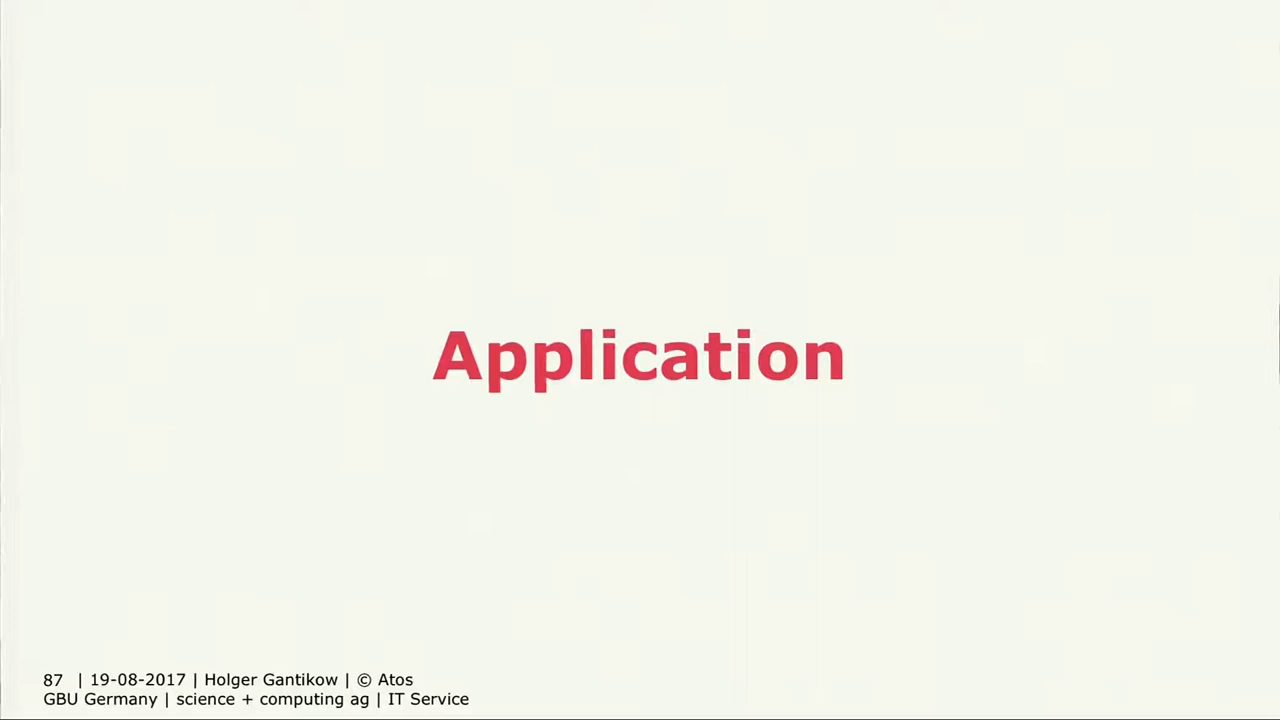 Application
87 | 19-08-2017 | Holger Gantikow | © Atos
GBU Germany | science + computing ag | IT Service